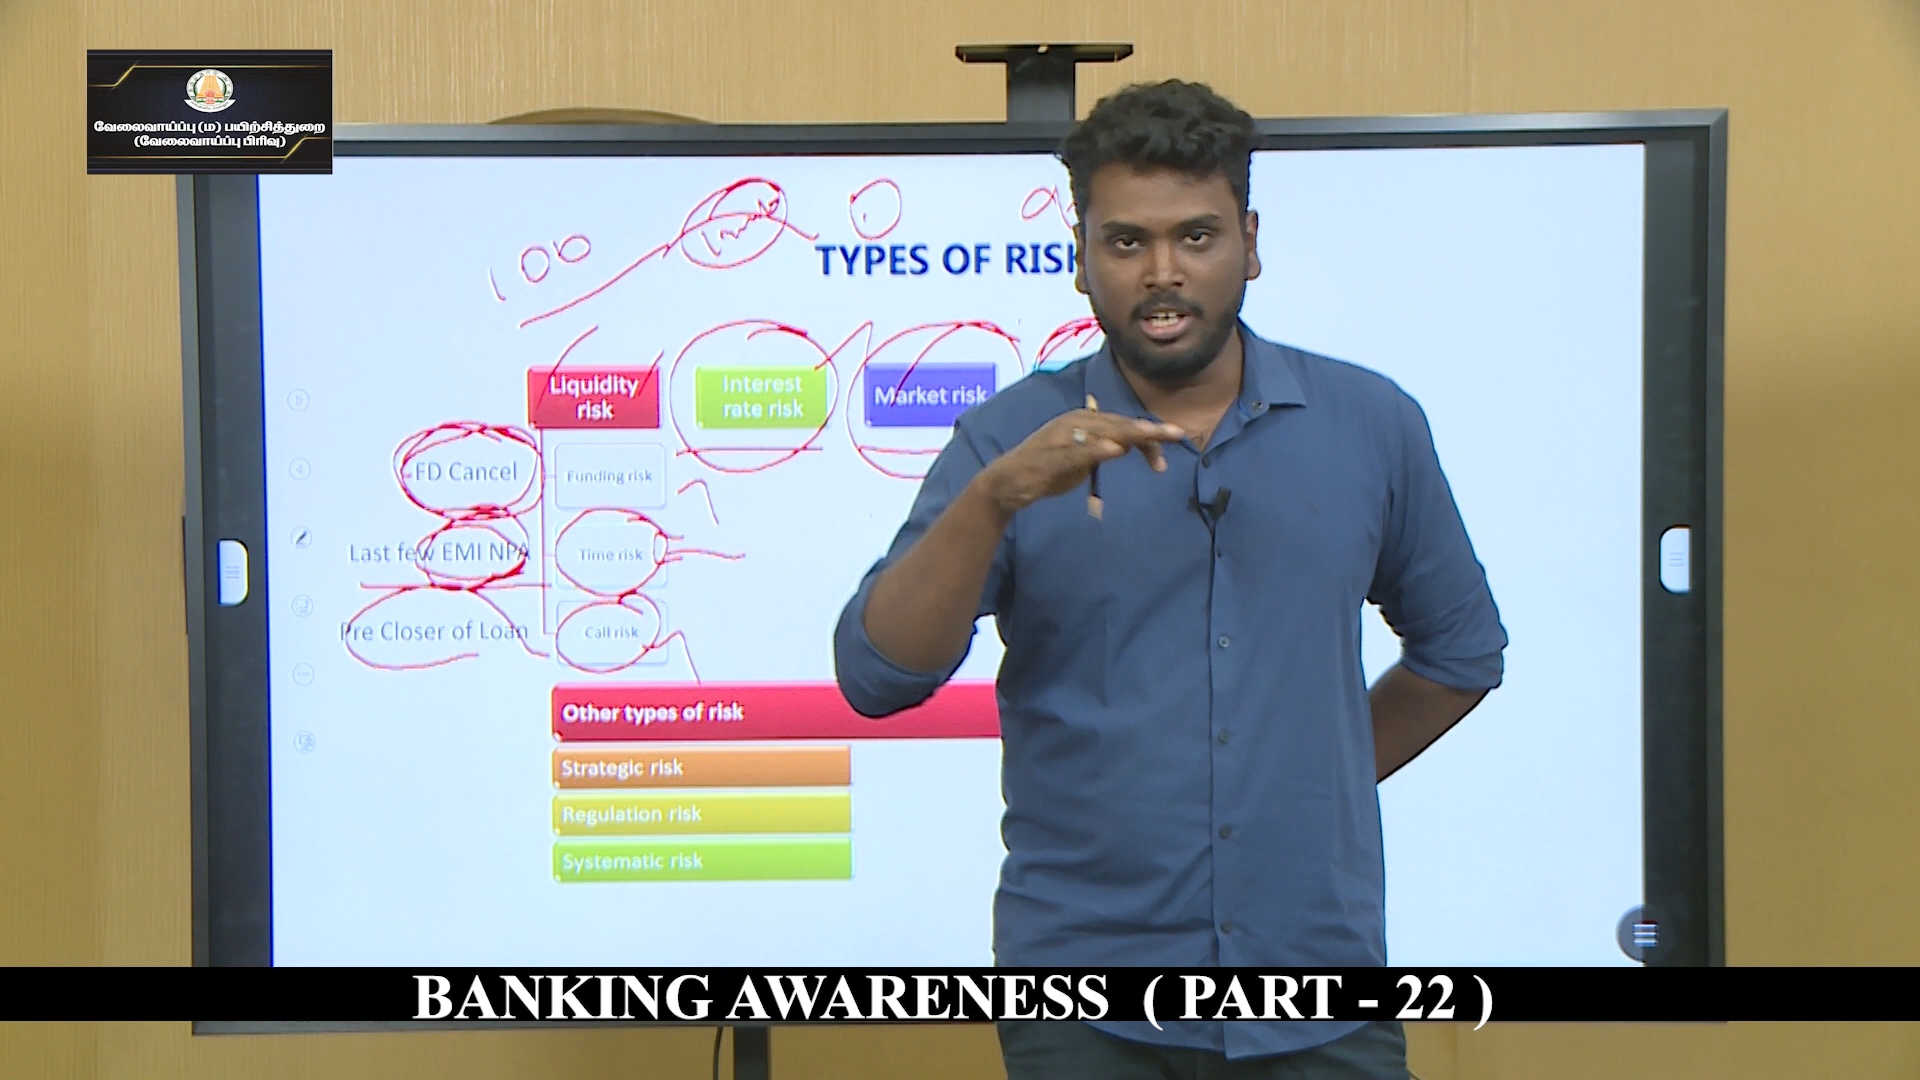 வேலைவாய்ப்பு (ம) பயிற்சித்துறை
(வேலைவாய்ப்பு பிரிவு)
100
0
TYPES OF RISK
Liquidity
risk
Interest
rate risk
Market risk
FD Cancel
Funding risk
Last few EMI NPA
Time risk
Pre Closer of Loan
Call risk
Other types of risk
Strategic risk
Regulation risk
Systematic risk
BANKING AWARENESS ( PART - 22 )